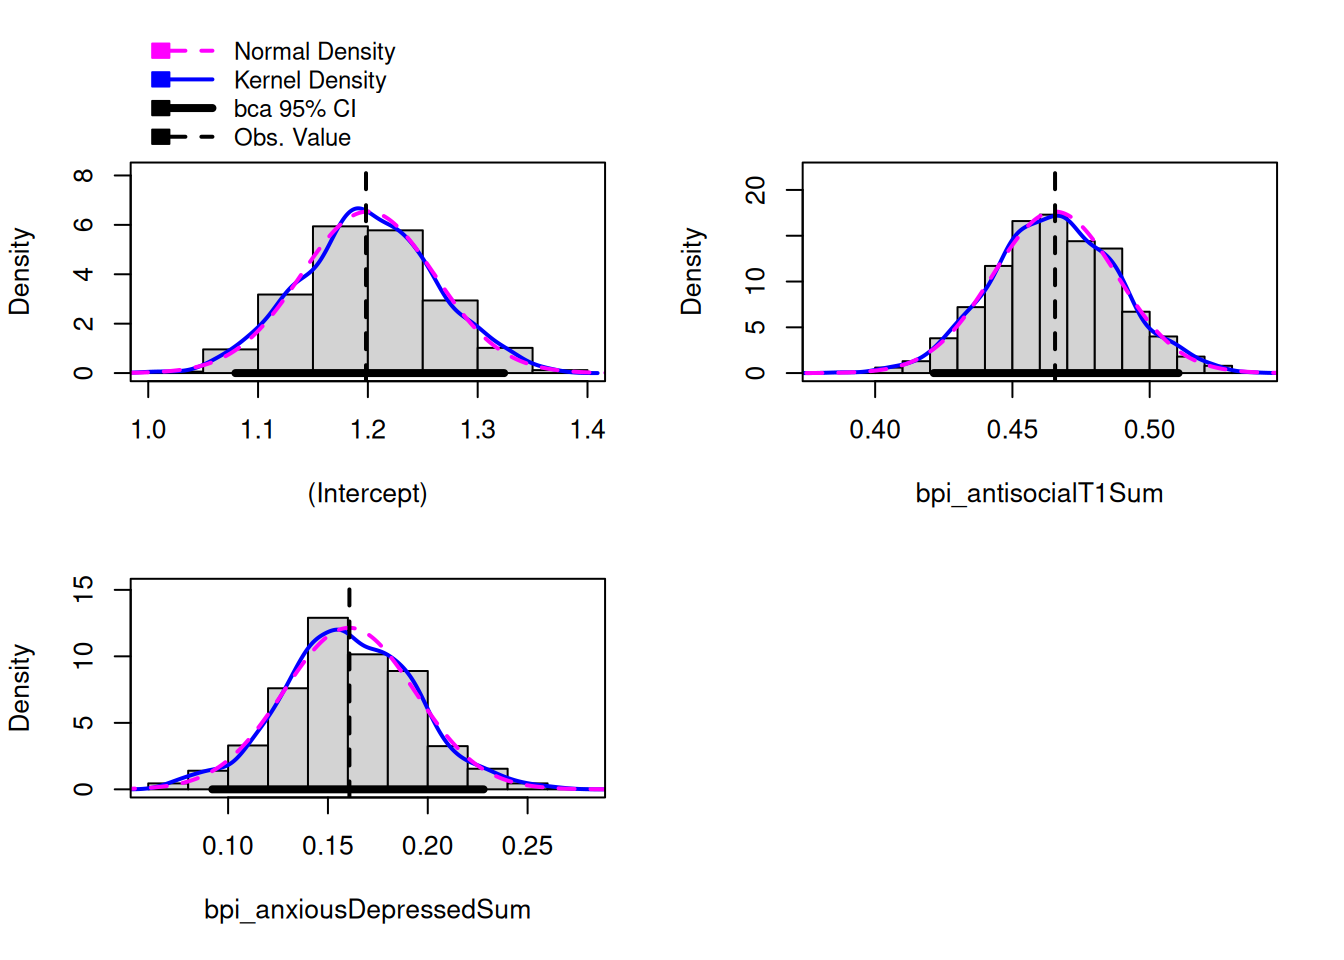 Normal Density
Kernel Density
bca 95% CI
Obs. Value
Density
0 2 4 6 8
1.0 1.1 1.2 1.3 1.4
(Intercept)
Density
0 5 10 20
0.40 0.45 0.50
bpi_antisocialT1Sum
Density
0 5 10 15
0.10 0.15 0.20 0.25
bpi_anxiousDepressedSum